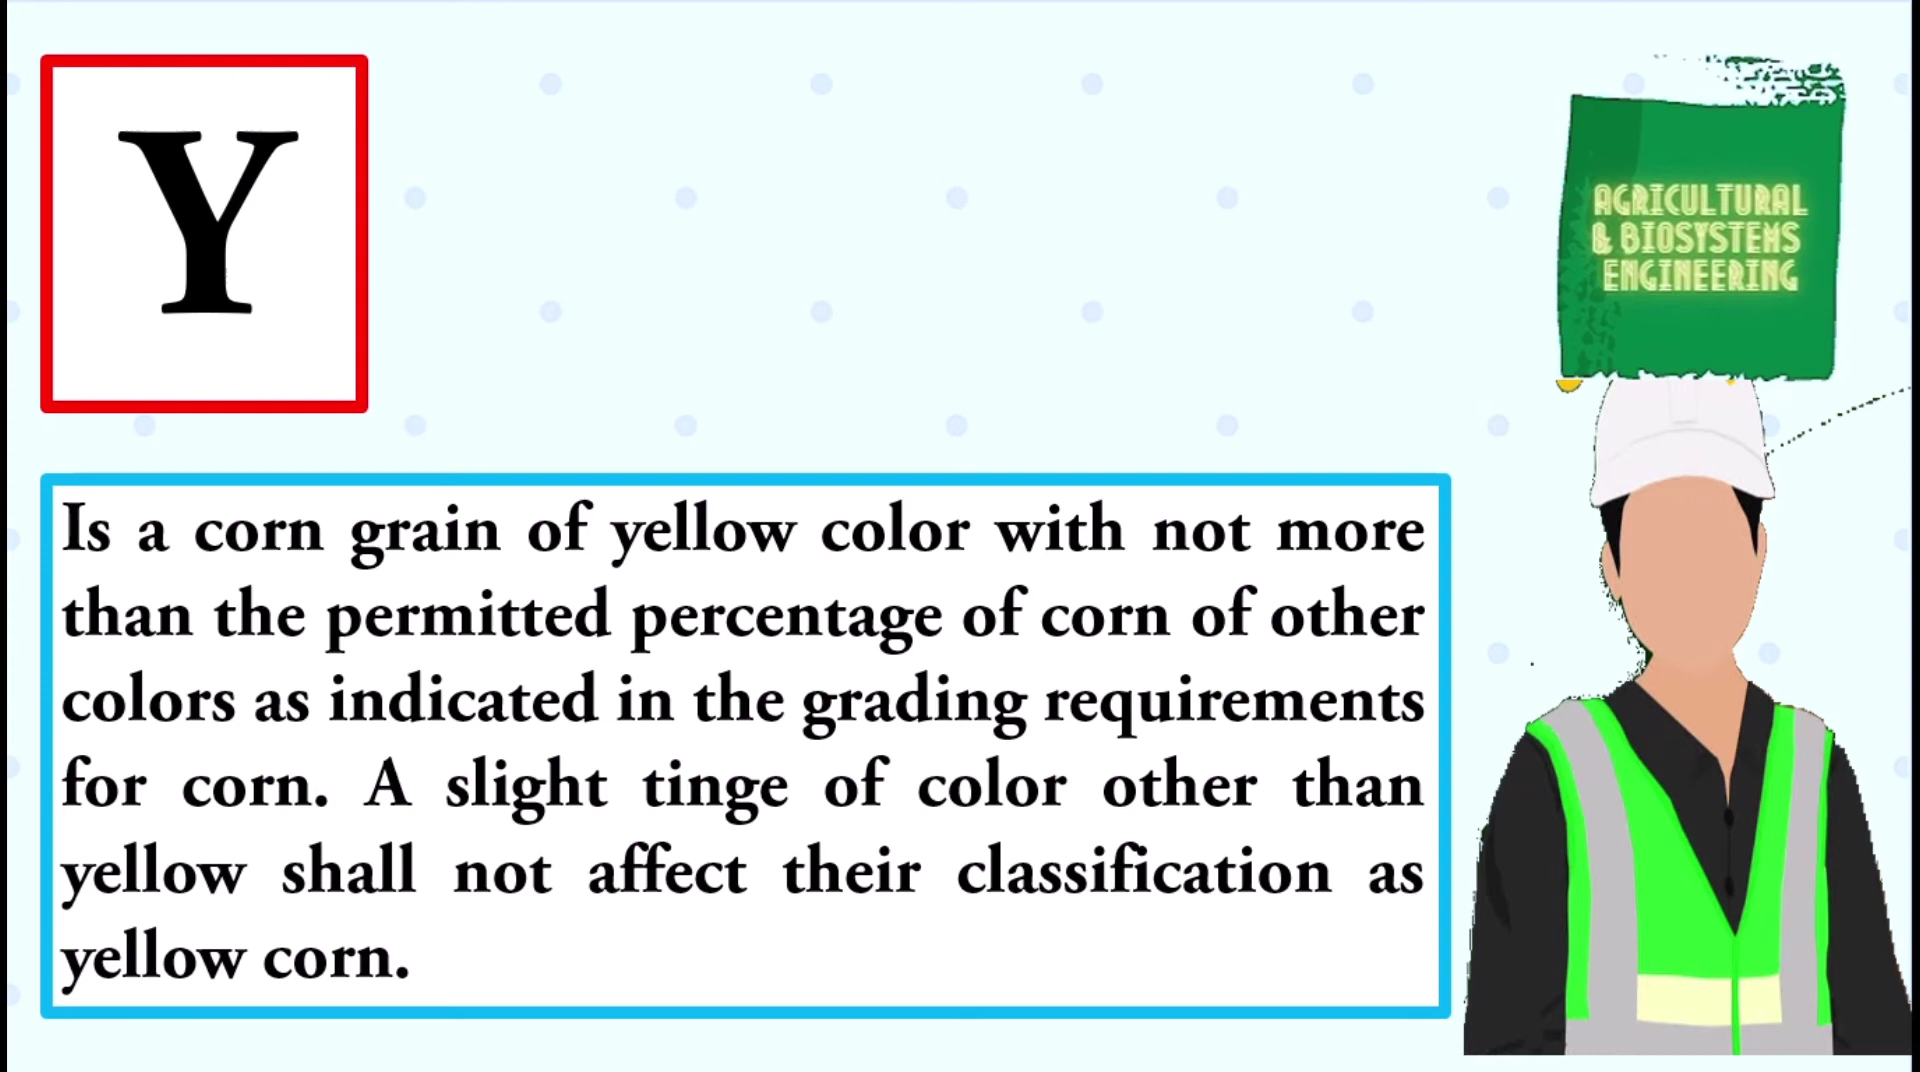 Y
AGRICULTURAL
& BIOSYSTEMS
ENGINEERING
Is a corn grain of yellow color with not more
than the permitted percentage of corn of other
colors as indicated in the grading requirements
for corn. A slight tinge of color other than
yellow shall not affect their classification as
yellow corn.